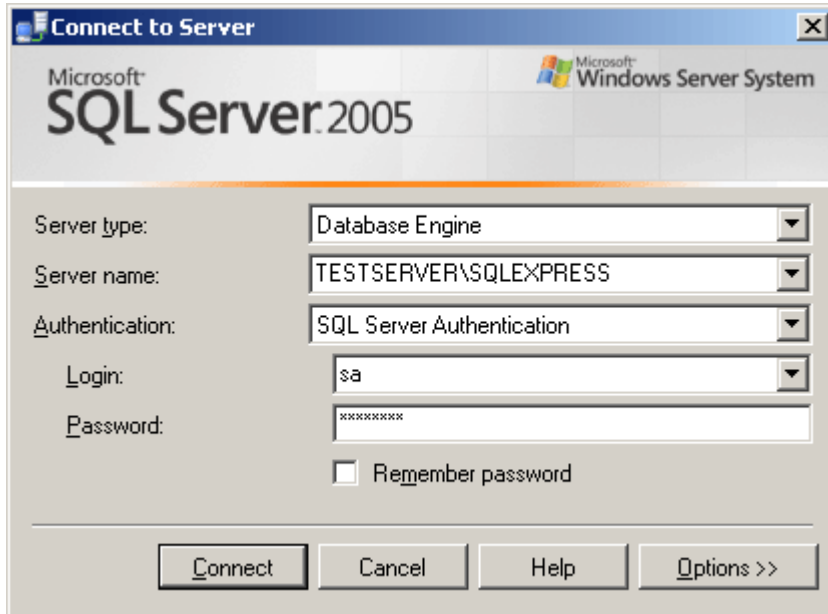 Connect to Server
Microsoft
SQL Server 2005
Microsoft
Windows Server System
Server type: Database Engine
Server name: TESTSERVER\SQLEXPRESS
Authentication: SQL Server Authentication
Login: sa
Password: ********
Remember password
Connect Cancel Help Options >>